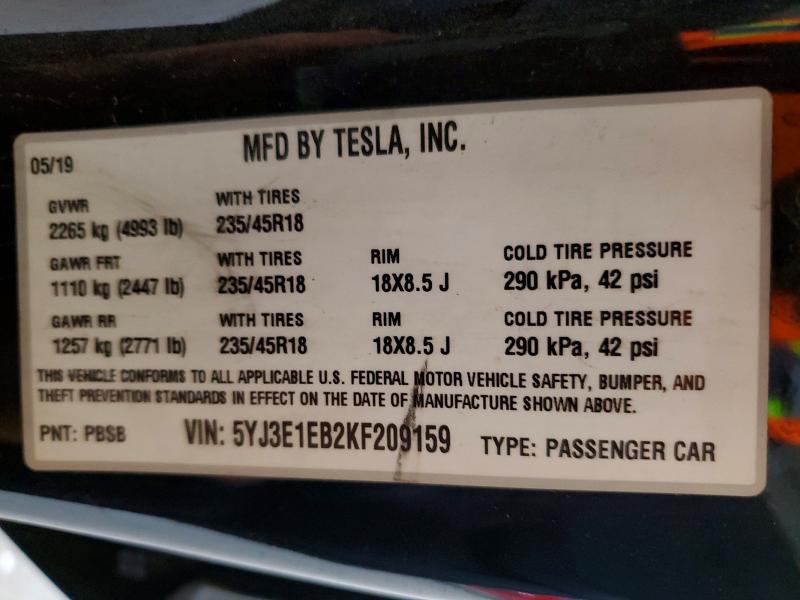 MFD BY TESLA, INC.
05/19
GVWR WITH TIRES
2265 kg (4993 lb) 235/45R18
GAWR FRT WITH TIRES RIM COLD TIRE PRESSURE
1110 kg (2447 lb) 235/45R18 18X8.5 J 290 kPa, 42 psi
GAWR RR WITH TIRES RIM COLD TIRE PRESSURE
1257 kg (2771 lb) 235/45R18 18X8.5 J 290 kPa, 42 psi
THIS VEHICLE CONFORMS TO ALL APPLICABLE U.S. FEDERAL MOTOR VEHICLE SAFETY, BUMPER, AND
THEFT PREVENTION STANDARDS IN EFFECT ON THE DATE OF MANUFACTURE SHOWN ABOVE.
PNT: PBSB VIN: 5YJ3E1EB2KF209159 TYPE: PASSENGER CAR